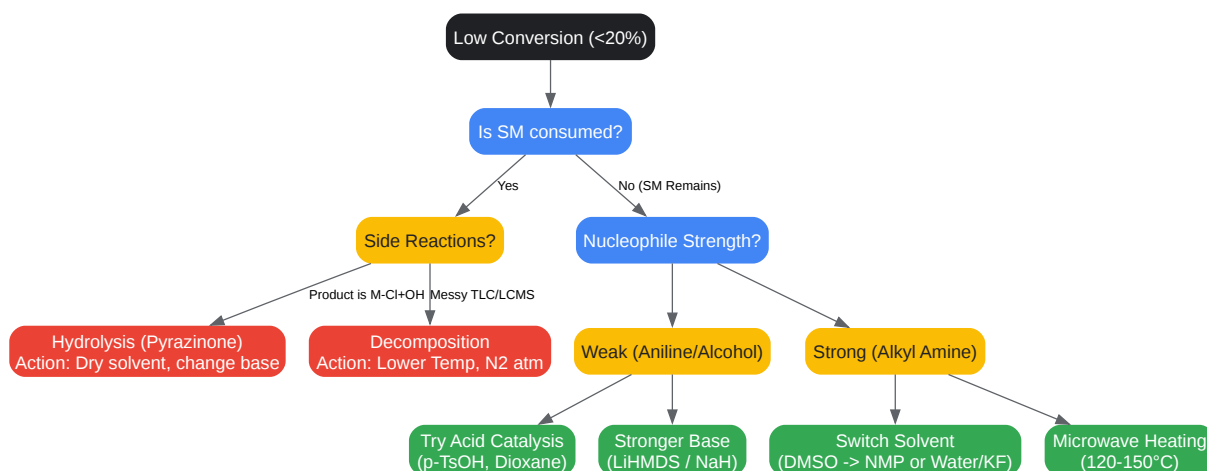 Low Conversion (<20%)
Is SM consumed?
Yes
No (SM Remains)
Side Reactions?
Nucleophile Strength?
Product is M-Cl+OH
Messy TLC/LCMS
Hydrolysis (Pyrazinone)
Action: Dry solvent, change base
Decomposition
Action: Lower Temp, N2 atm
Weak (Aniline/Alcohol)
Strong (Alkyl Amine)
Try Acid Catalysis
(p-TsOH, Dioxane)
Stronger Base
(LiHMDS / NaH)
Switch Solvent
(DMSO -> NMP or Water/KF)
Microwave Heating
(120-150°C)